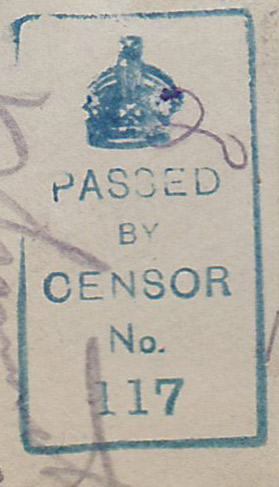 PASSED
BY
CENSOR
No.
117